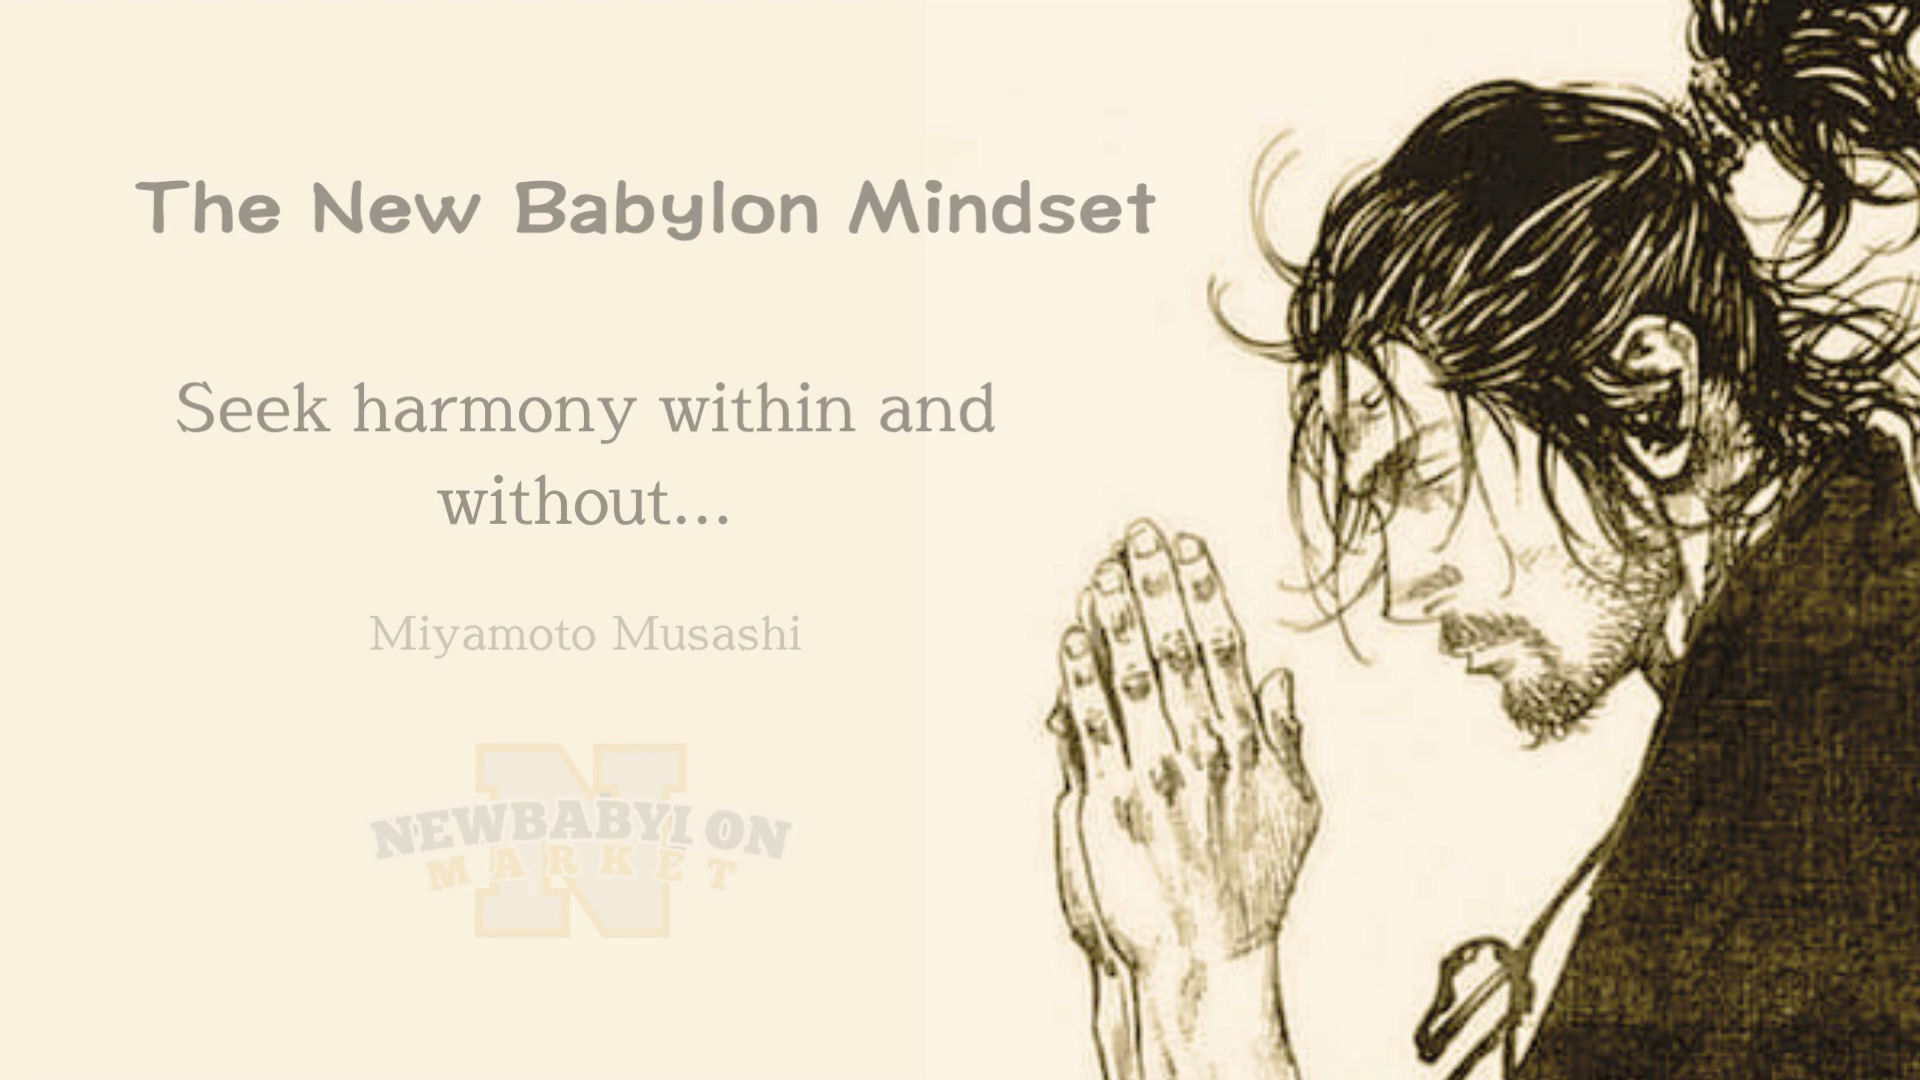 The New Babylon Mindset
Seek harmony within and
without...
Miyamoto Musashi
N
NEWBABYLON
MARKET